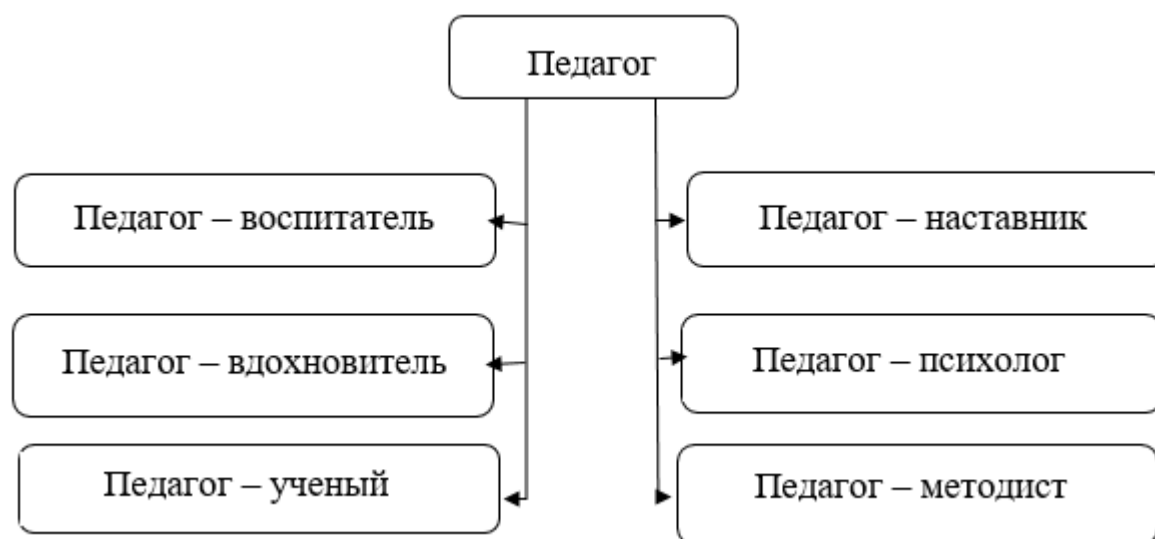 Педагог
Педагог – воспитатель
Педагог – наставник
Педагог – вдохновитель
Педагог – психолог
Педагог – ученый
Педагог – методист